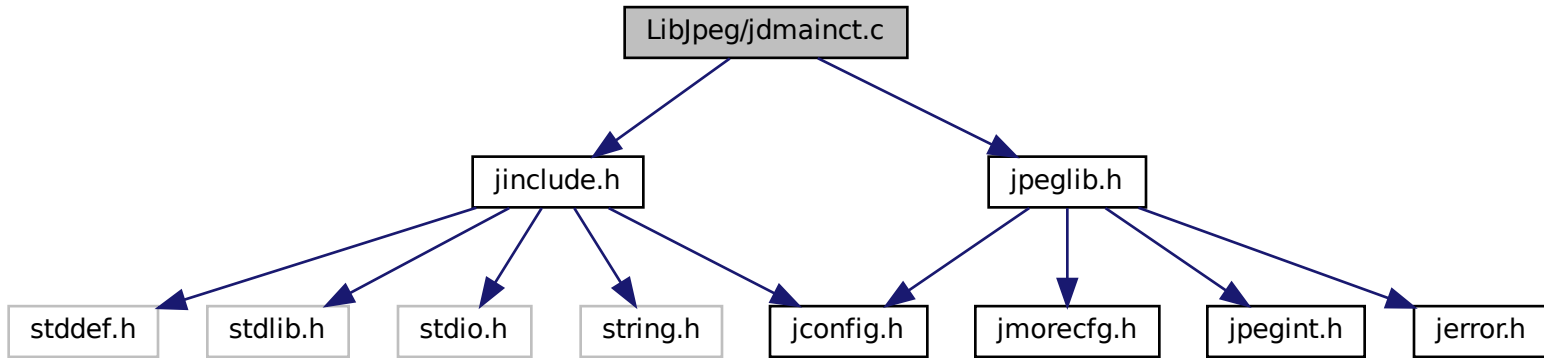 LibJpeg/jdmainct.c
jinclude.h
jpeglib.h
stddef.h
stdlib.h
stdio.h
string.h
jconfig.h
jmorecfg.h
jpegint.h
jerror.h